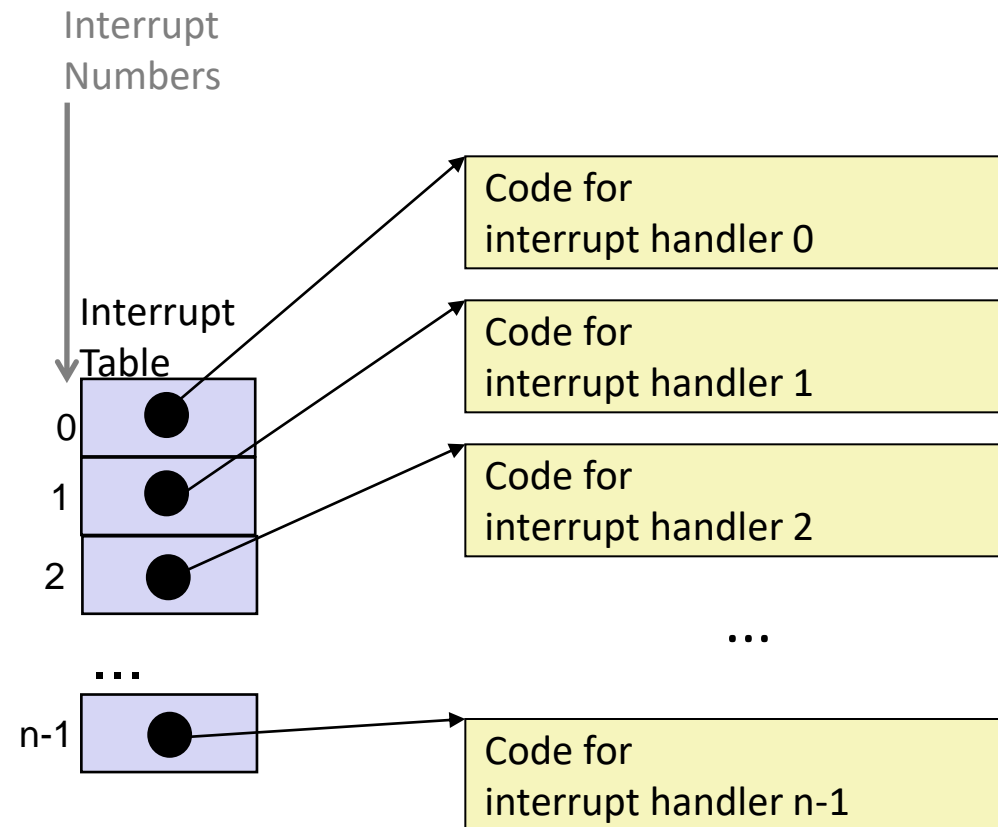 Interrupt
Numbers
Interrupt
Table
0
1
2
...
n-1
Code for
interrupt handler 0
Code for
interrupt handler 1
Code for
interrupt handler 2
...
Code for
interrupt handler n-1